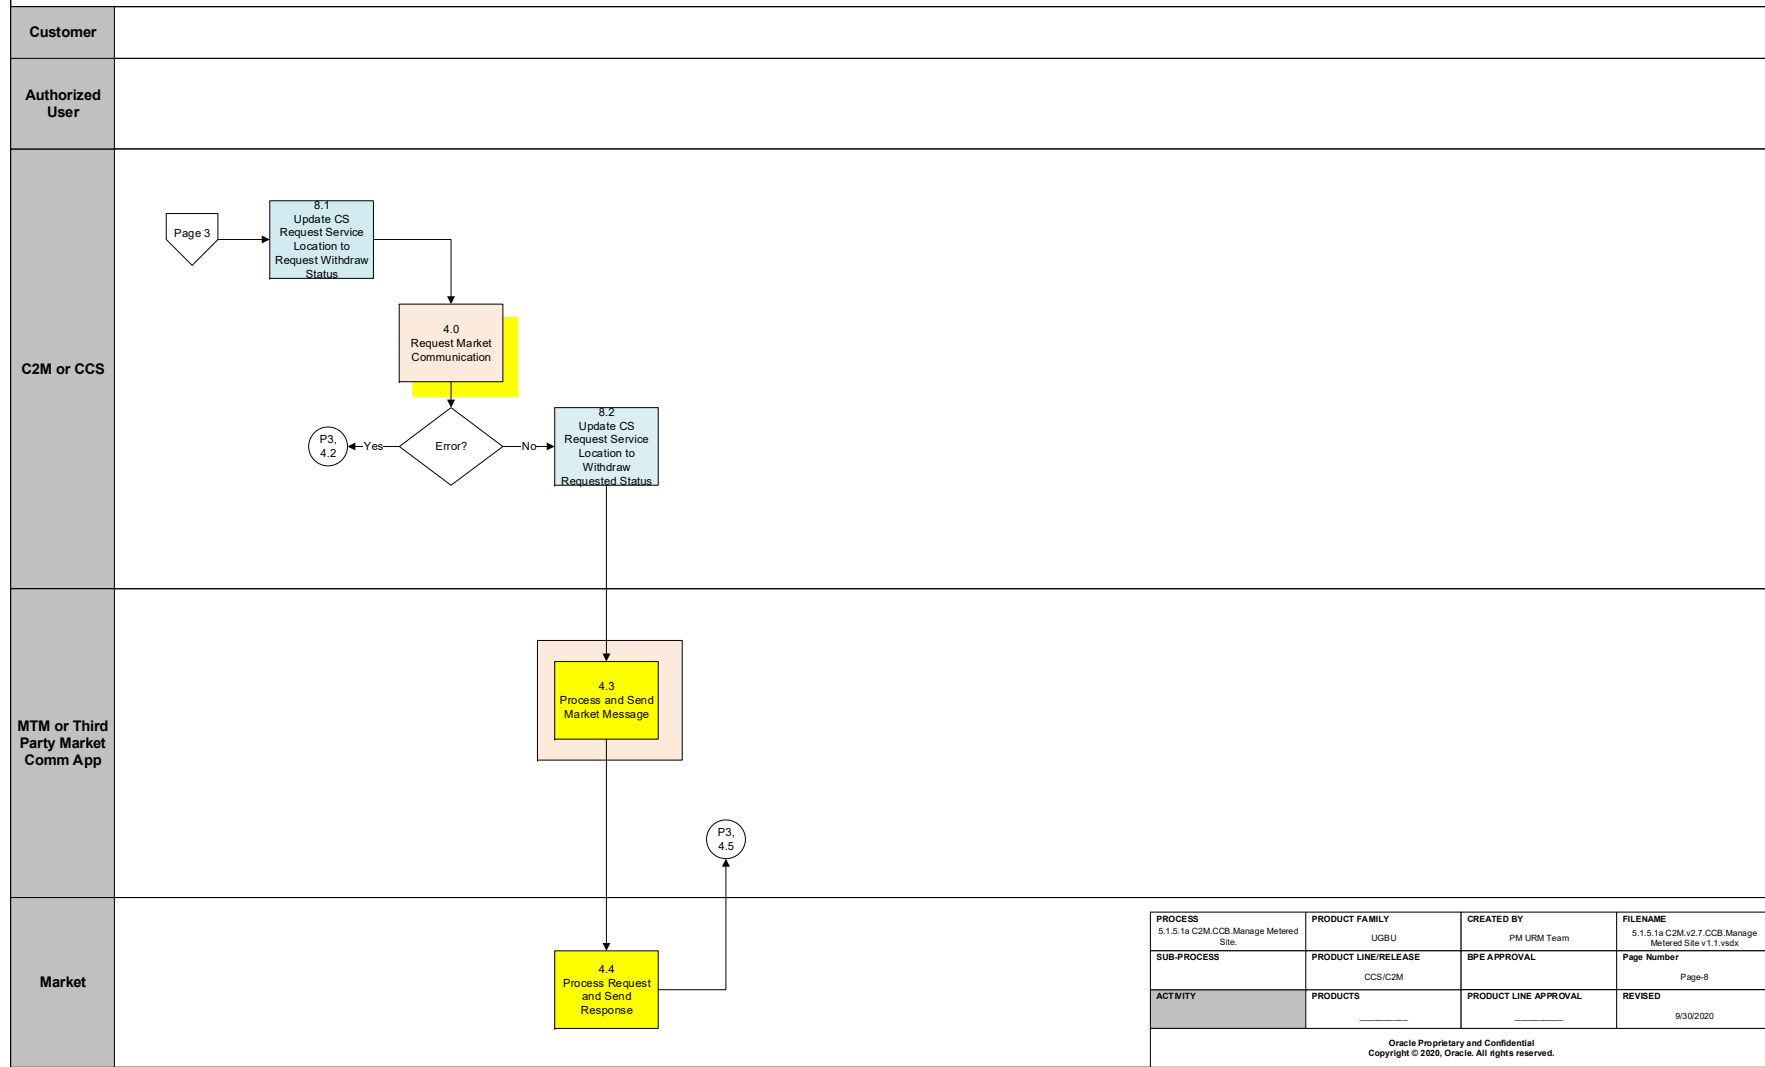 Customer
Authorized
User
C2M or CCS
Page 3
8.1
Update CS
Request Service
Location to
Request Withdraw
Status
4.0
Request Market
Communication
P3,
4.2
Yes
Error?
No
8.2
Update CS
Request Service
Location to
Withdraw
Requested Status
MTM or Third
Party Market
Comm App
4.3
Process and Send
Market Message
P3,
4.5
Market
4.4
Process Request
and Send
Response
PROCESS
5.1.5.1a C2M.CCB.Manage Metered
Site.
PRODUCT FAMILY
UGBU
CREATED BY
PM URM Team
FILENAME
5.1.5.1a C2M.v2.7.CCB.Manage
Metered Site v1.1.vsdx
SUB-PROCESS
PRODUCT LINE/RELEASE
CCS/C2M
BPE APPROVAL
Page Number
Page-8
ACTIVITY
PRODUCTS
___________
PRODUCT LINE APPROVAL
___________
REVISED
9/30/2020
Oracle Proprietary and Confidential
Copyright © 2020, Oracle. All rights reserved.